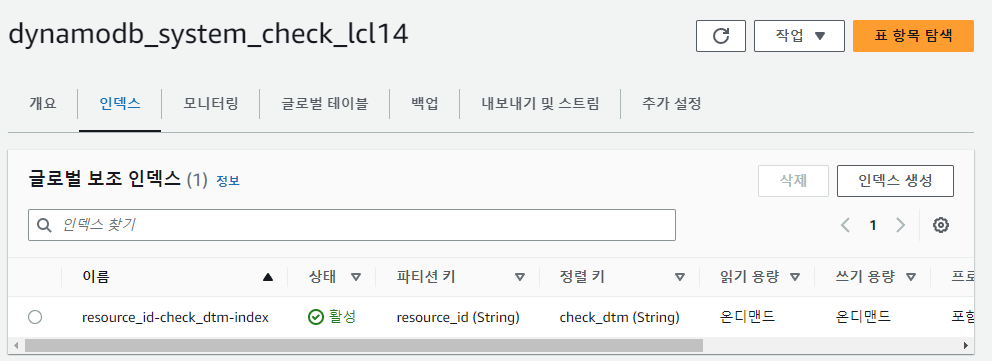 dynamodb_system_check_lcl14
작업
표 항목 탐색
개요 인덱스 모니터링 글로벌 테이블 백업 내보내기 및 스트림 추가 설정
글로벌 보조 인덱스 (1) 정보
삭제 인덱스 생성
인덱스 찾기
1
이름 상태 파티션 키 정렬 키 읽기 용량 쓰기 용량 프로
resource_id-check_dtm-index 활성 resource_id (String) check_dtm (String) 온디맨드 온디맨드 포함